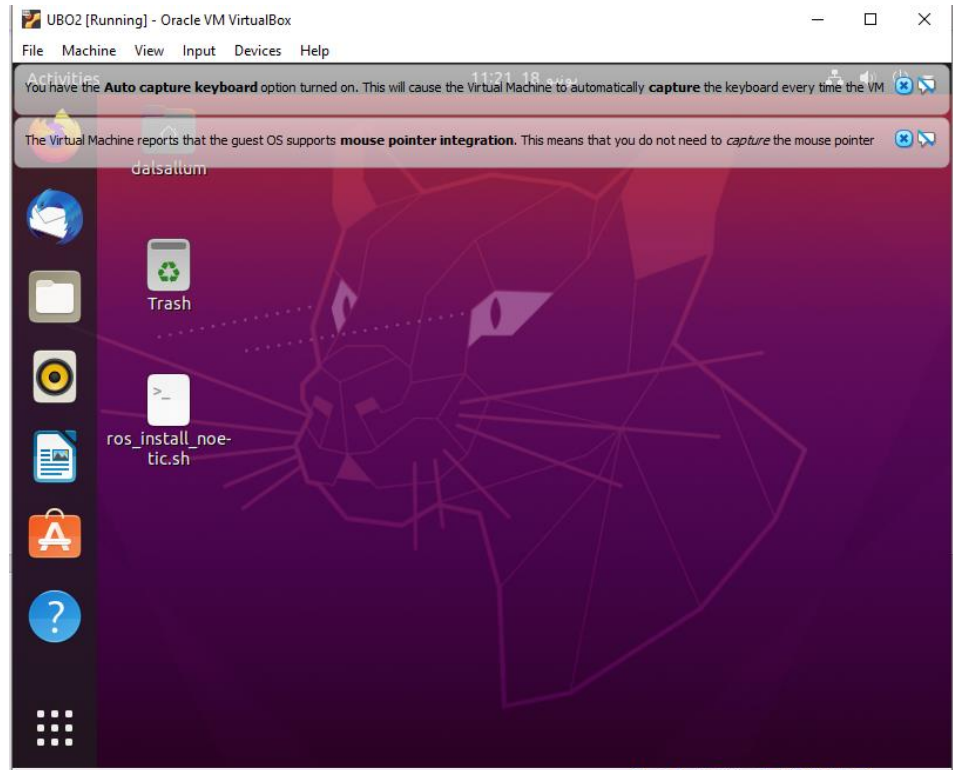 UBO2 [Running] - Oracle VM VirtualBox
File Machine View Input Devices Help
Activities
11:21 18 يونيو
You have the Auto capture keyboard option turned on. This will cause the Virtual Machine to automatically capture the keyboard every time the VM
The Virtual Machine reports that the guest OS supports mouse pointer integration. This means that you do not need to capture the mouse pointer
dalsallum
Trash
>_
ros_install_noe-
tic.sh
A
?